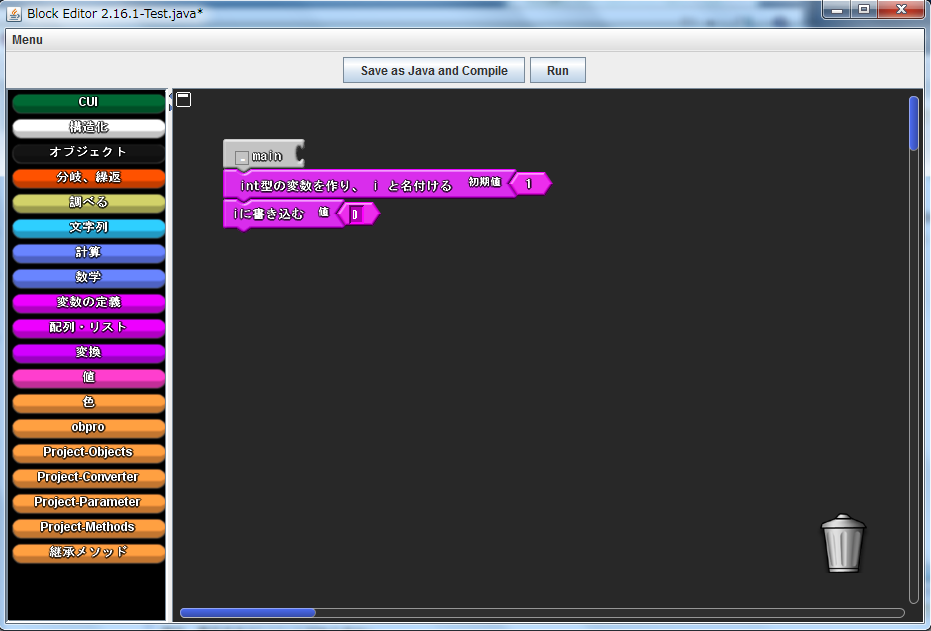 Block Editor 2.16.1-Test.java*
Menu
Save as Java and Compile
Run
CUI
構造化
オブジェクト
分岐、繰返
調べる
文字列
計算
数学
変数の定義
配列・リスト
変換
値
色
obpro
Project-Objects
Project-Converter
Project-Parameter
Project-Methods
継承メソッド
main
int型の変数を作り、 i と名付ける 初期値 1
iに書き込む 値 0